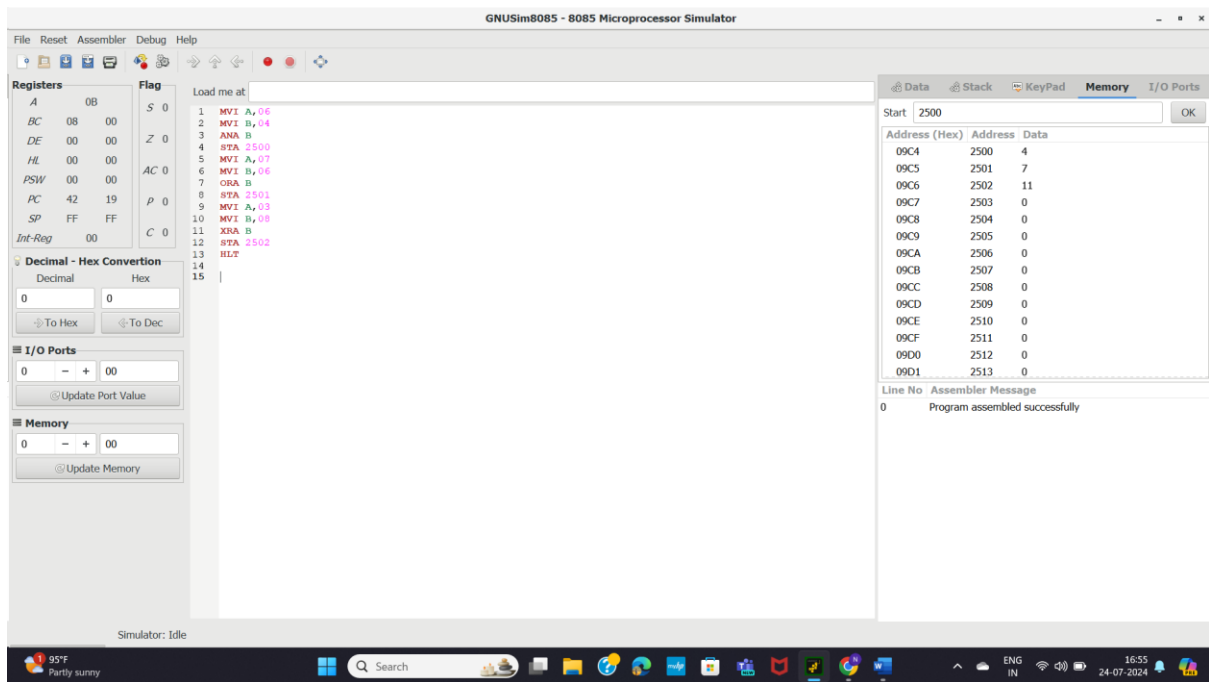 GNUSim8085 - 8085 Microprocessor Simulator
File Reset Assembler Debug Help
Registers
A 0B
BC 08 00
DE 00 00
HL 00 00
PSW 00 00
PC 42 19
SP FF FF
Int-Reg 00
Flag
S 0
Z 0
AC 0
P 0
C 0
Decimal - Hex Convertion
Decimal Hex
0 0
To Hex To Dec
I/O Ports
0 - + 00
Update Port Value
Memory
0 - + 00
Update Memory
Load me at
1 MVI A,06
2 MVI B,04
3 ANA B
4 STA 2500
5 MVI A,07
6 MVI B,06
7 ORA B
8 STA 2501
9 MVI A,03
10 MVI B,08
11 XRA B
12 STA 2502
13 HLT
14
15
Data Stack KeyPad Memory I/O Ports
Start 2500 OK
Address (Hex) Address Data
09C4 2500 4
09C5 2501 7
09C6 2502 11
09C7 2503 0
09C8 2504 0
09C9 2505 0
09CA 2506 0
09CB 2507 0
09CC 2508 0
09CD 2509 0
09CE 2510 0
09CF 2511 0
09D0 2512 0
09D1 2513 0
Line No Assembler Message
0 Program assembled successfully
Simulator: Idle
1
95°F
Partly sunny
Search
ENG
IN
16:55
24-07-2024